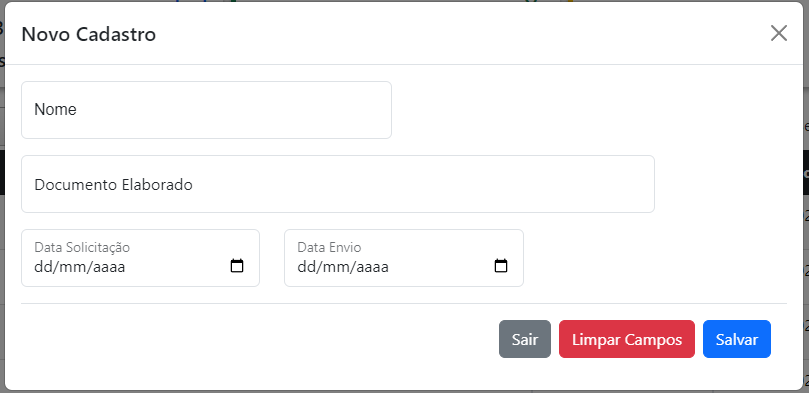 Novo Cadastro
Nome
Documento Elaborado
Data Solicitação
dd/mm/aaaa
Data Envio
dd/mm/aaaa
Sair
Limpar Campos
Salvar